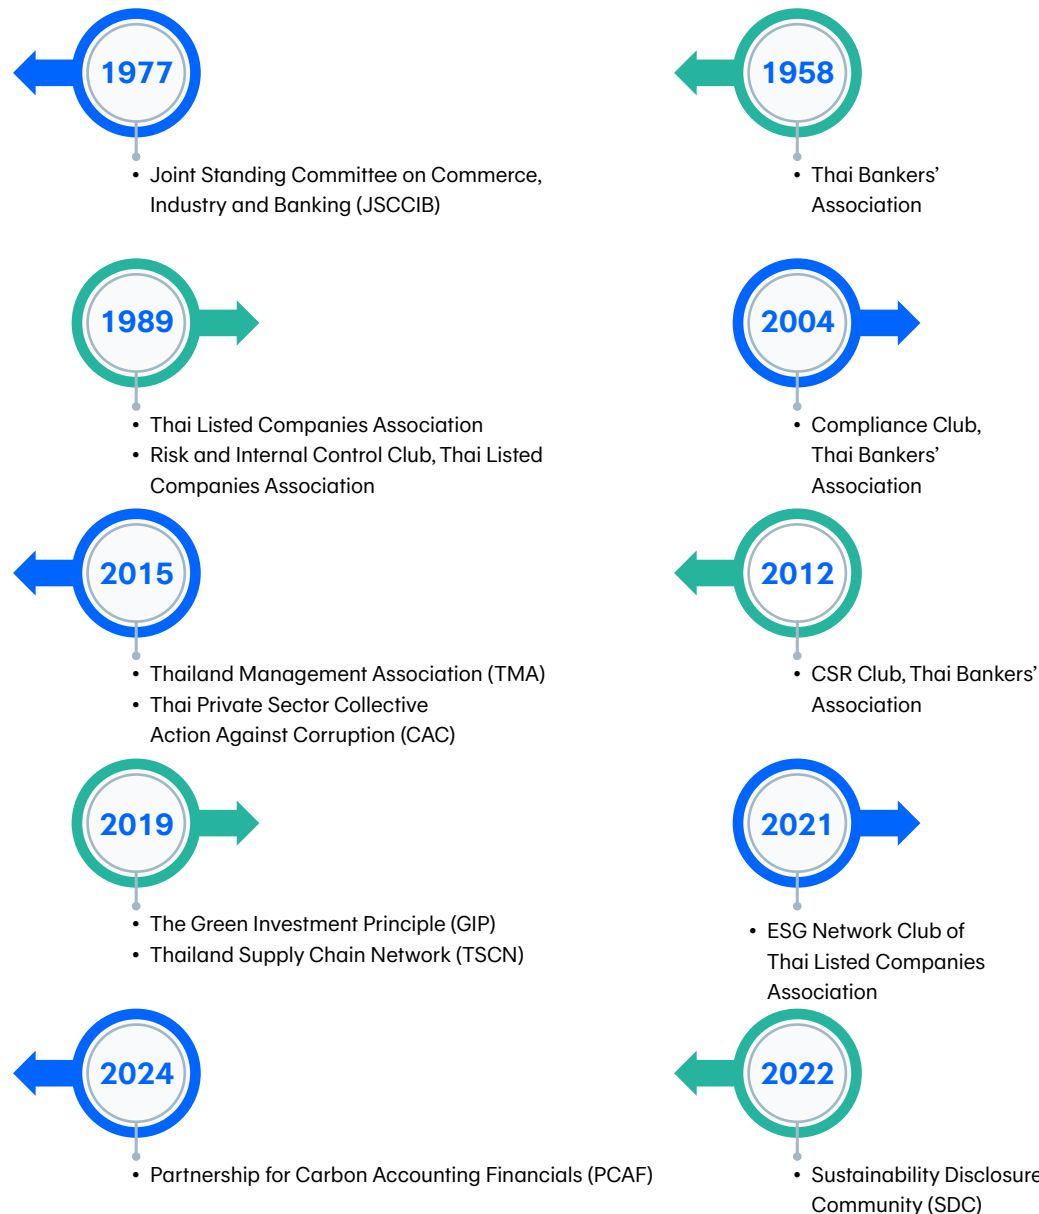 1977
• Joint Standing Committee on Commerce,
Industry and Banking (JSCCIB)
1958
• Thai Bankers’
Association
1989
• Thai Listed Companies Association
• Risk and Internal Control Club, Thai Listed
Companies Association
2004
• Compliance Club,
Thai Bankers’
Association
2015
• Thailand Management Association (TMA)
• Thai Private Sector Collective
Action Against Corruption (CAC)
2012
• CSR Club, Thai Bankers’
Association
2019
• The Green Investment Principle (GIP)
• Thailand Supply Chain Network (TSCN)
2021
• ESG Network Club of
Thai Listed Companies
Association
2024
• Partnership for Carbon Accounting Financials (PCAF)
2022
• Sustainability Disclosure
Community (SDC)